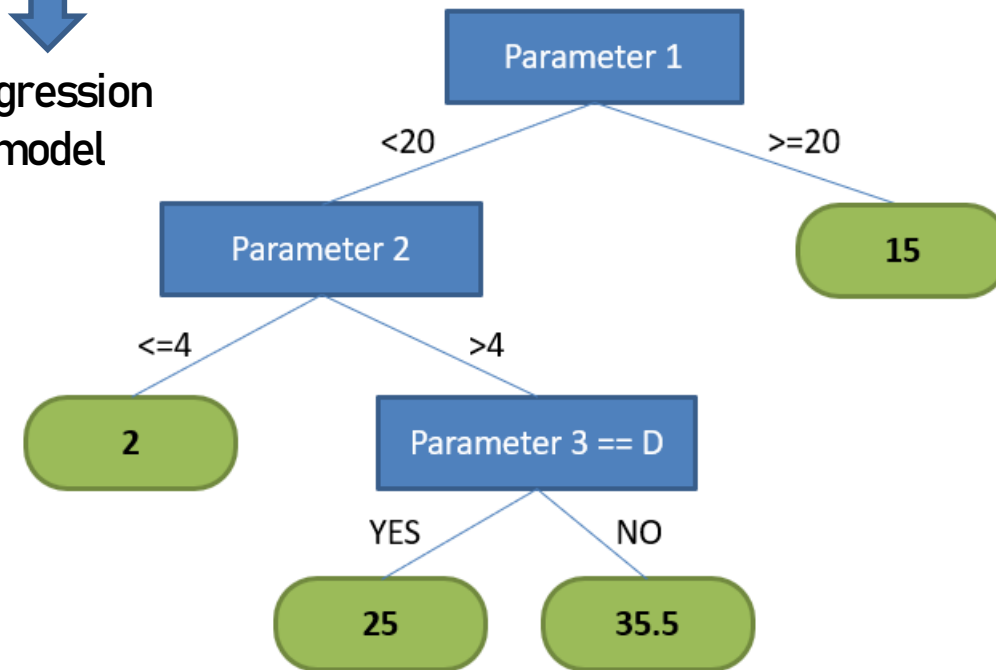 gression
model
Parameter 1
<20
>=20
Parameter 2
15
<=4
>4
2
Parameter 3 == D
YES
NO
25
35.5